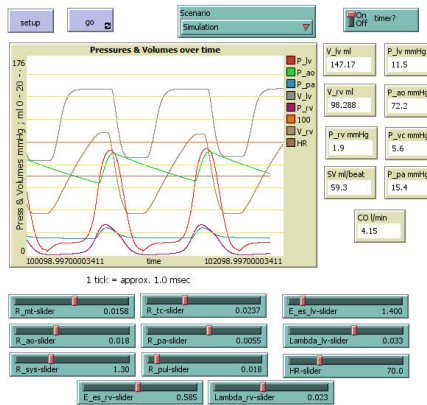 setup
go
Scenario
Simulation
On
Off
timer?
Pressures & Volumes over time
176
Press & Volumes mmHg ; ml 0 - 20 -.
0
100098.99700003411
time
102098.99700003411
P_lv
P_ao
P_pa
V_lv
P_rv
100
V_rv
HR
V_lv ml
147.17
P_lv mmHg
11.5
V_rv ml
98.288
P_ao mmHg
72.2
P_rv mmHg
1.9
P_vc mmHg
5.6
SV ml/beat
59.3
P_pa mmHg
15.4
CO l/min
4.15
1 tick = approx. 1.0 msec
R_mt-slider 0.0158
R_tc-slider 0.0237
E_es_lv-slider 1.400
R_ao-slider 0.018
R_pa-slider 0.0055
Lambda_lv-slider 0.033
R_sys-slider 1.30
R_pul-slider 0.018
HR-slider 70.0
E_es_rv-slider 0.585
Lambda_rv-slider 0.023